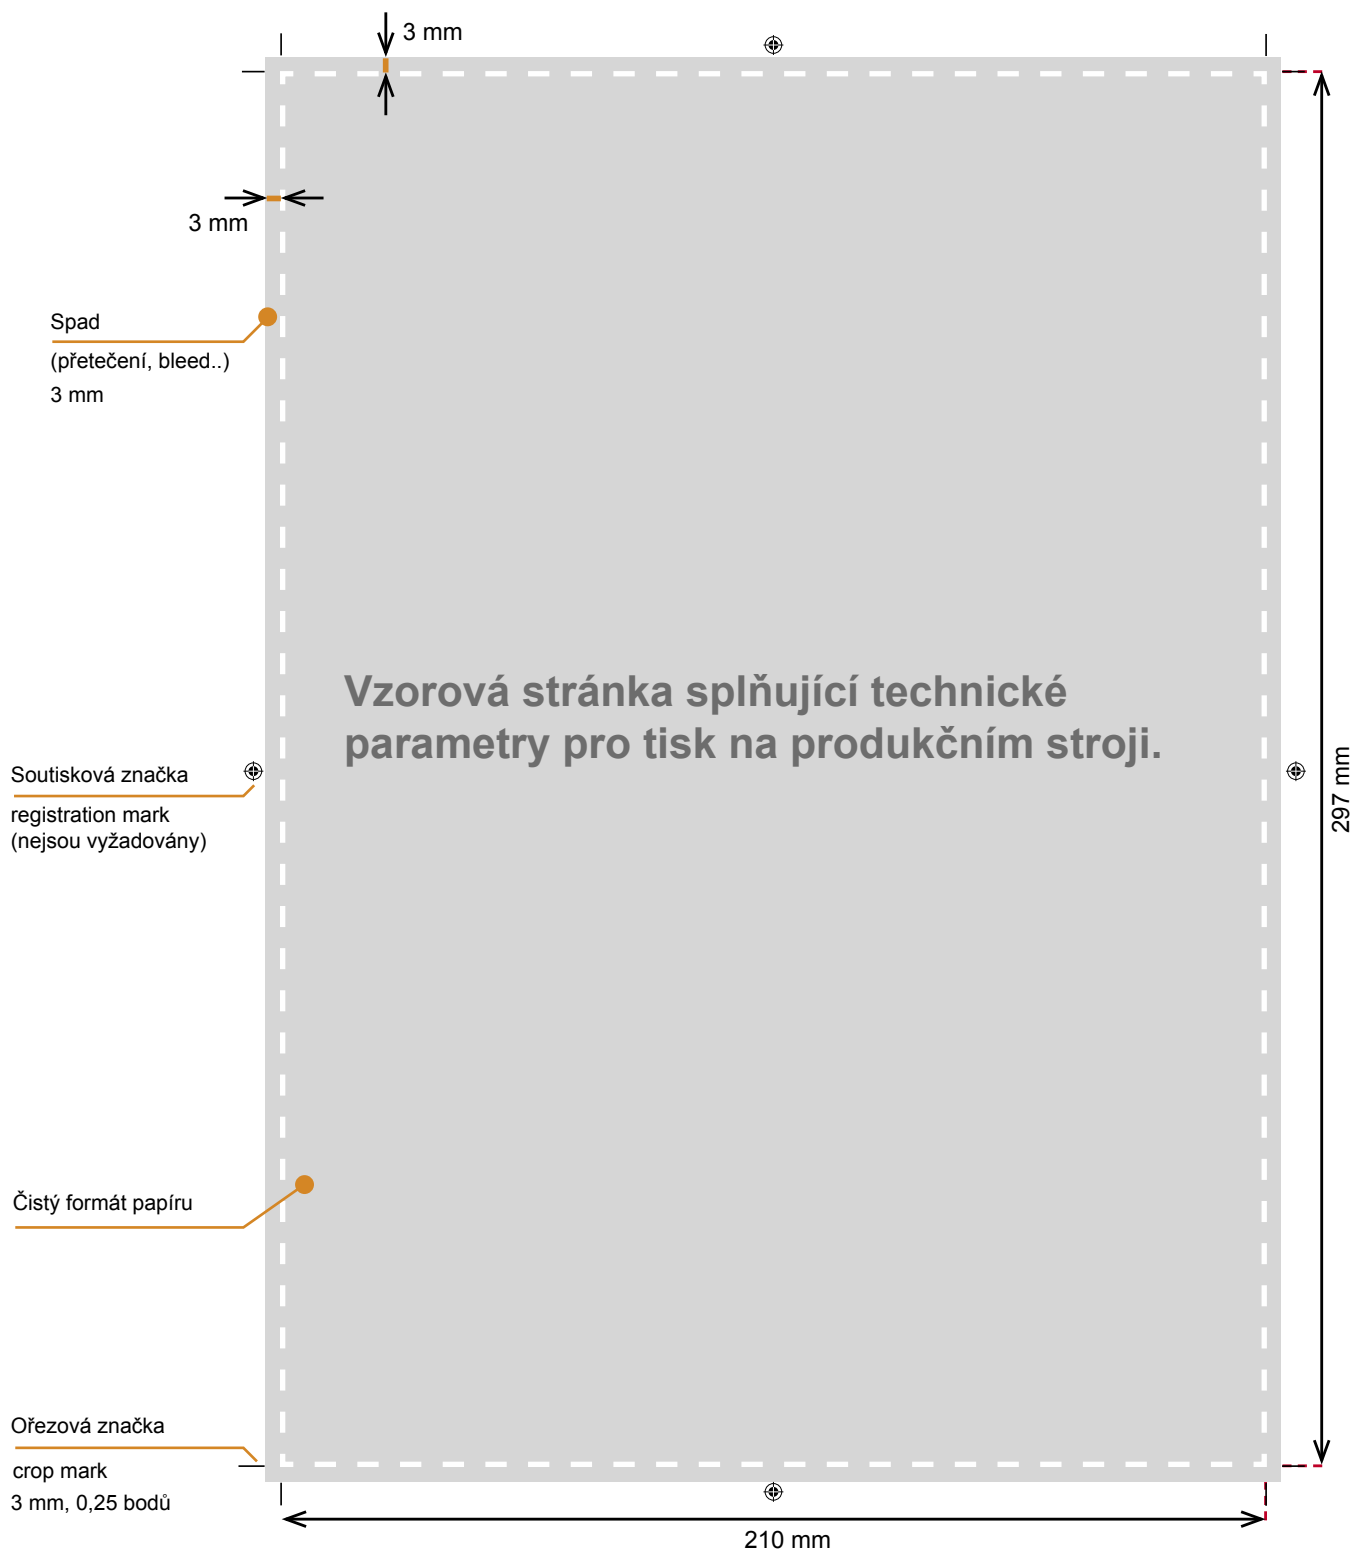 3 mm
3 mm
Spad
(přetečení, bleed..)
3 mm
Vzorová stránka splňující technické
parametry pro tisk na produkčním stroji.
Soutisková značka
registration mark
(nejsou vyžadovány)
297 mm
Čistý formát papíru
Ořezová značka
crop mark
3 mm, 0,25 bodů
210 mm